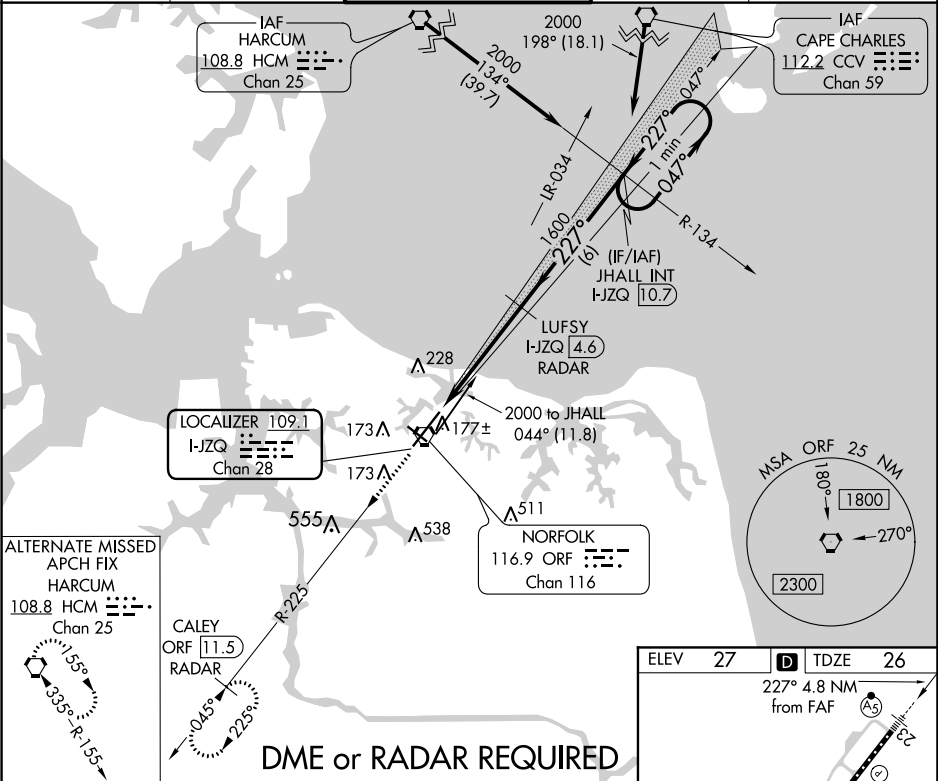 IAF
HARCUM
108.8 HCM
Chan 25
2000
134°
(39.7)
2000
198° (18.1)
IAF
CAPE CHARLES
112.2 CCV
Chan 59
047°
227°
1 min
047°
LR-034
1600
227°
(6)
R-134
(IF/IAF)
JHALL INT
I-JZQ 10.7
LUFSY
I-JZQ 4.6
RADAR
228
2000 to JHALL
044° (11.8)
LOCALIZER 109.1
I-JZQ
Chan 28
173
177±
173
555
538
511
NORFOLK
116.9 ORF
Chan 116
MSA ORF 25 NM
180°
1800
270°
2300
ALTERNATE MISSED
APCH FIX
HARCUM
108.8 HCM
Chan 25
155°
335°
R-155
CALEY
ORF 11.5
RADAR
R-225
045°
225°
DME or RADAR REQUIRED
ELEV 27 D TDZE 26
227° 4.8 NM
from FAF
A5
23
P